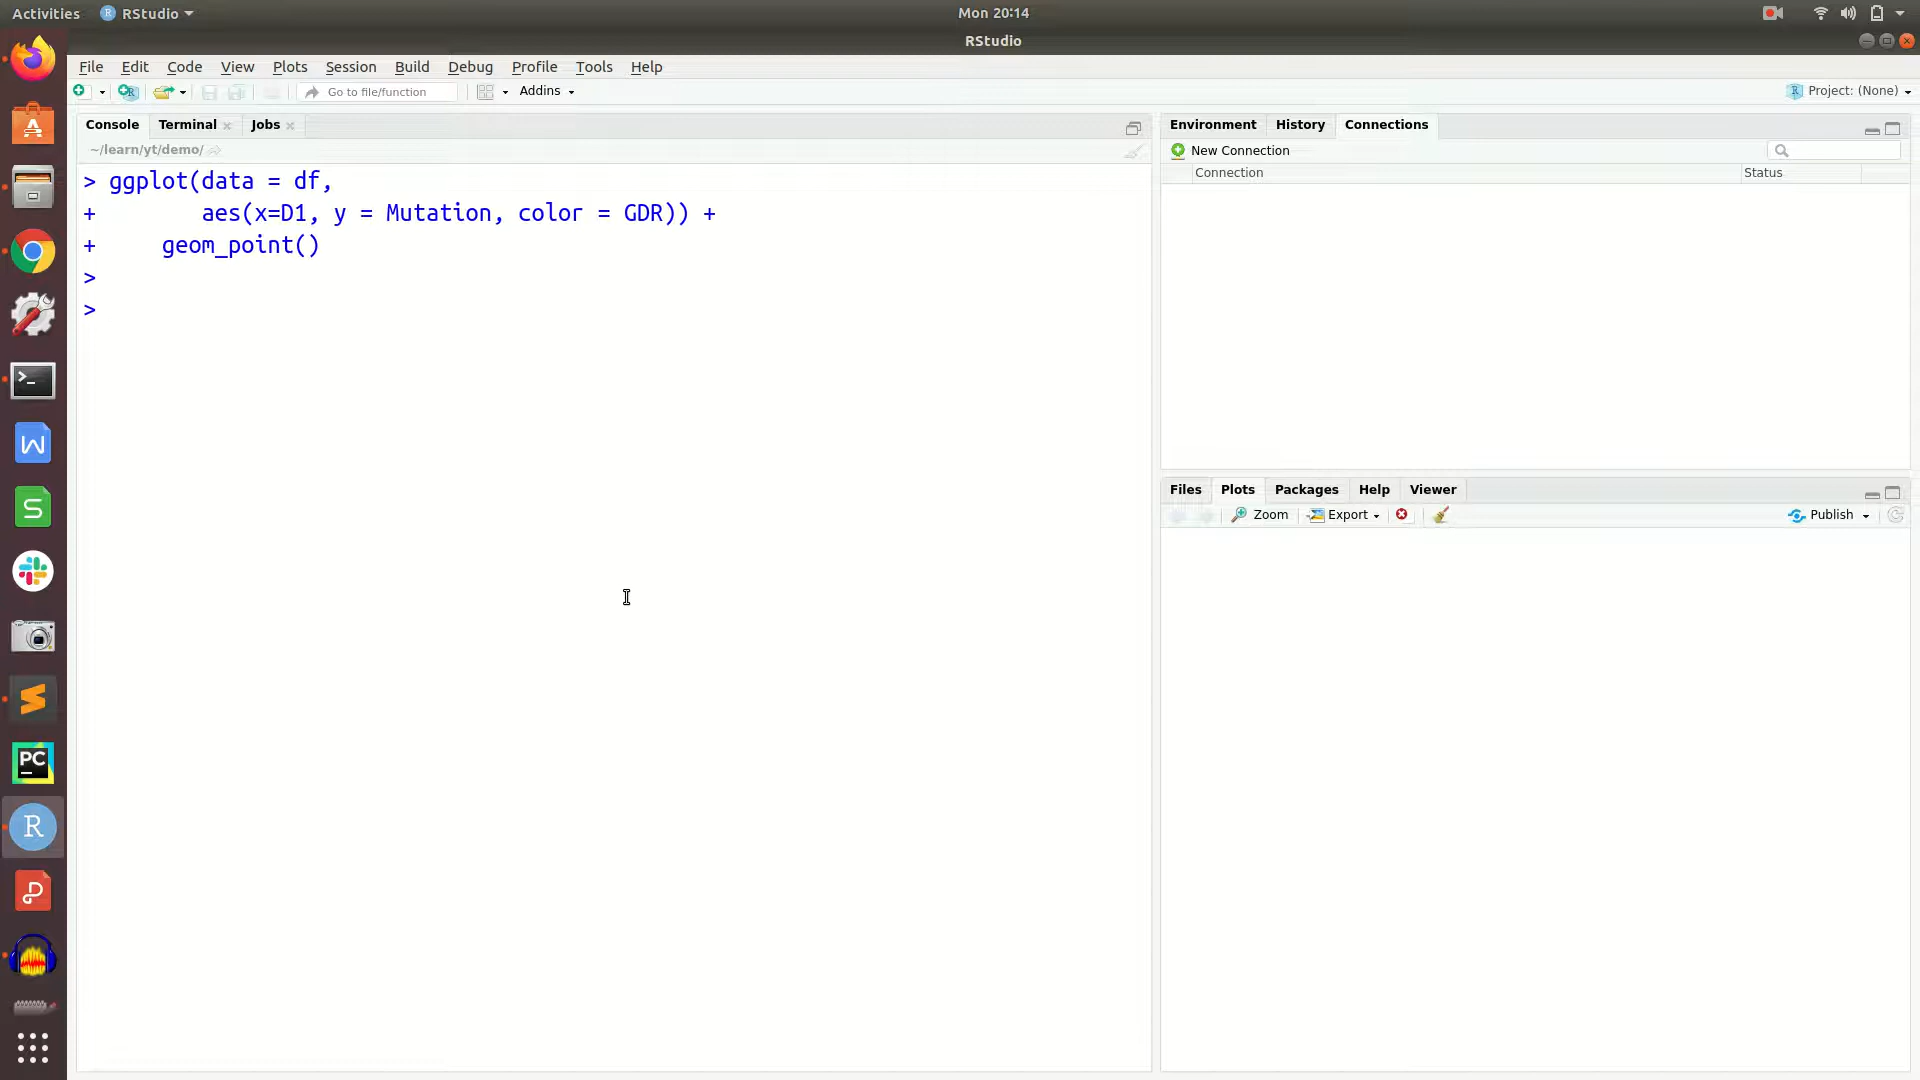 Activities RStudio Mon 20:14
RStudio
File Edit Code View Plots Session Build Debug Profile Tools Help
Go to file/function Addins Project: (None)
Console Terminal Jobs
~/learn/yt/demo/
> ggplot(data = df,
+        aes(x=D1, y = Mutation, color = GDR)) +
+     geom_point()
>
>
Environment History Connections
New Connection
Connection Status
Files Plots Packages Help Viewer
Zoom Export Publish